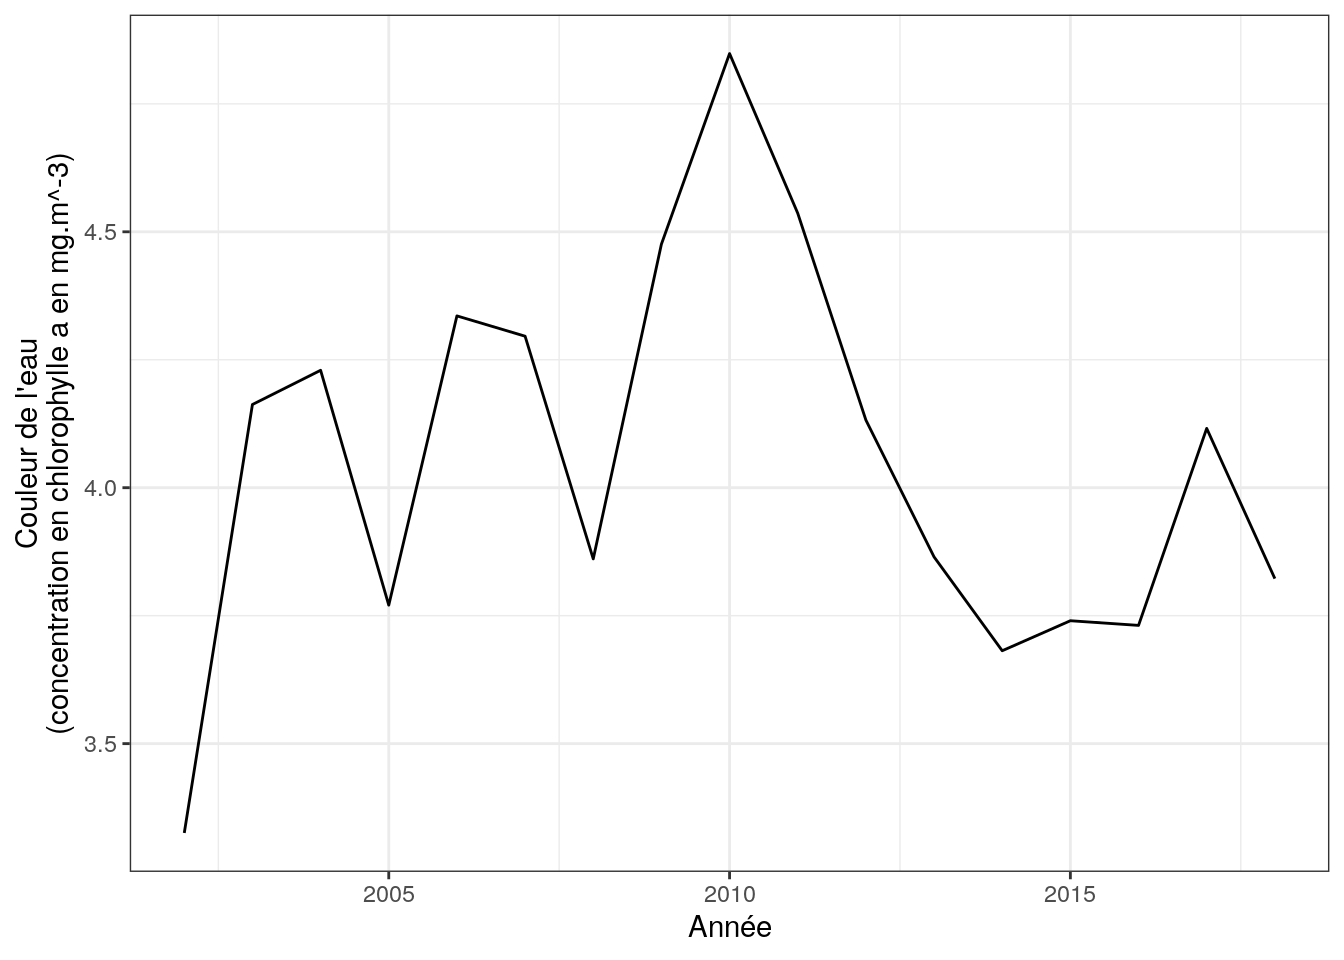 Couleur de l'eau
(concentration en chlorophylle a en mg.m^-3)
4.5
4.0
3.5
2005
2010
2015
Année